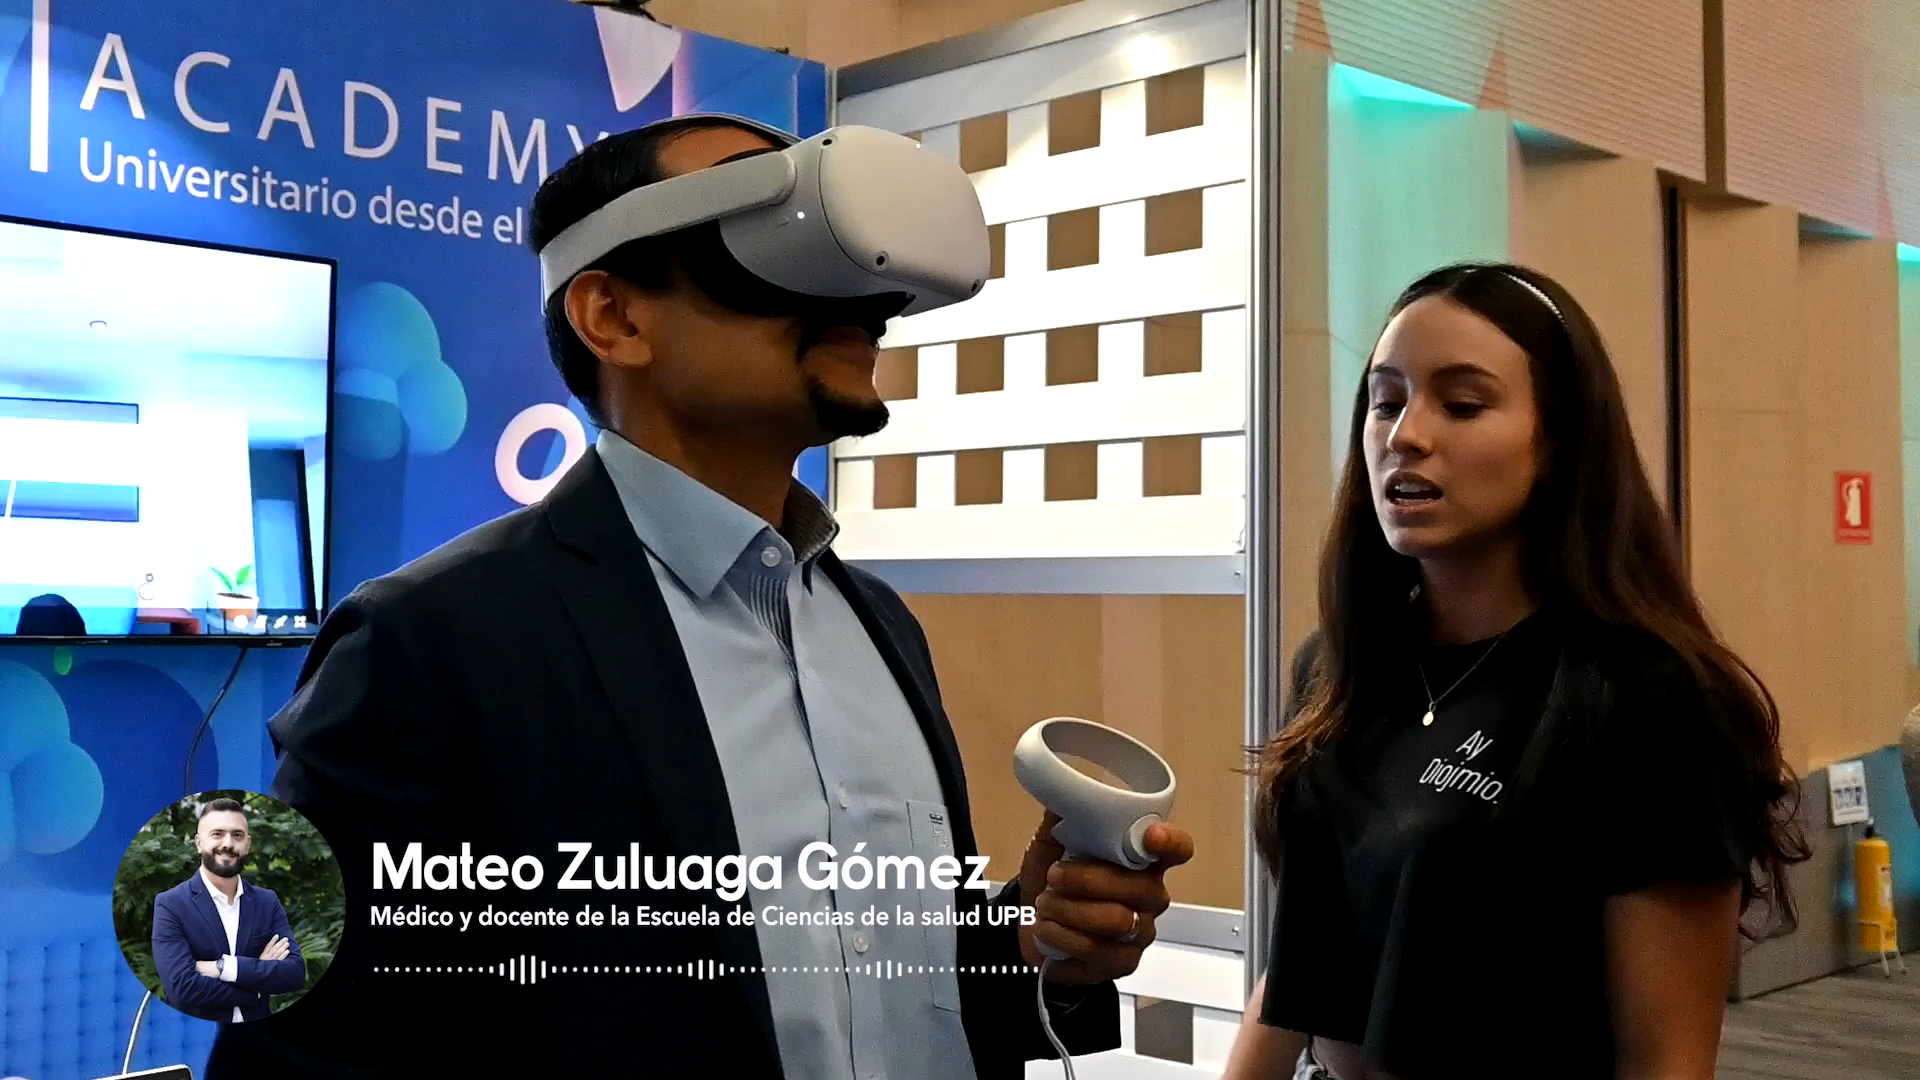 ACADEMY
Universitario desde el
Ay
Diojmio.
Mateo Zuluaga Gómez
Médico y docente de la Escuela de Ciencias de la salud UPB